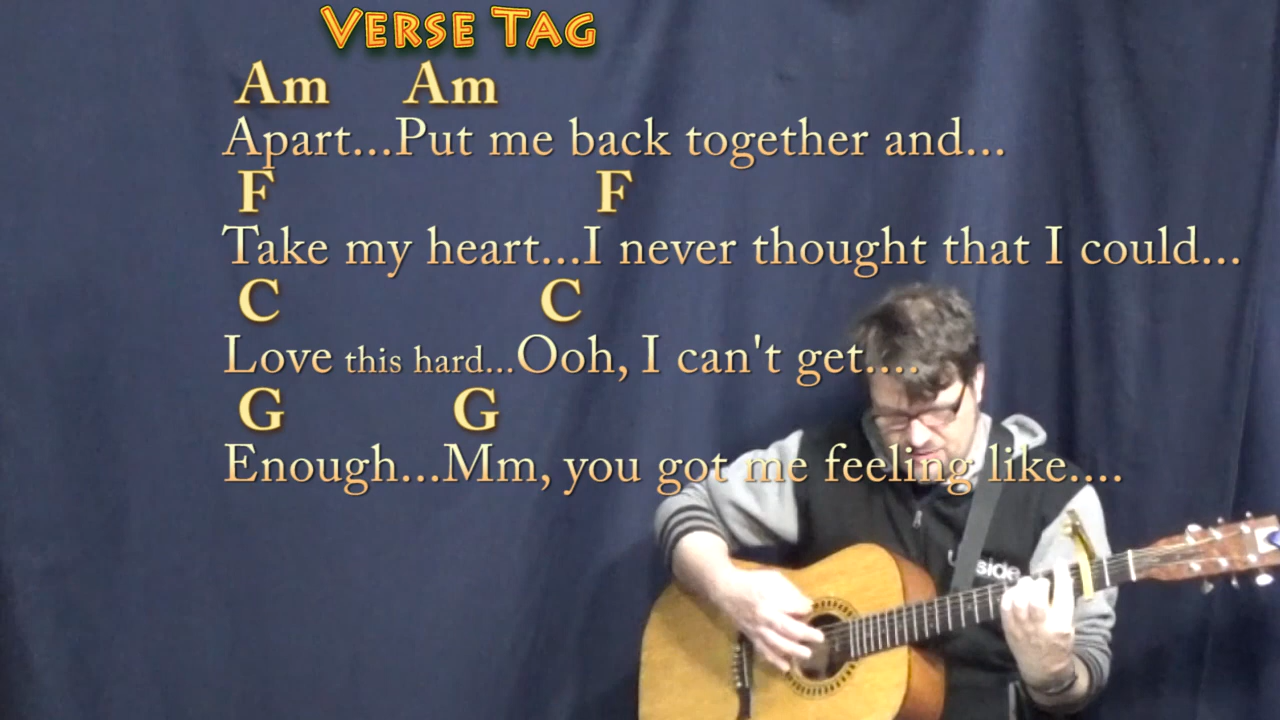 VERSE TAG
Am Am
Apart...Put me back together and...
F F
Take my heart...I never thought that I could...
C C
Love this hard...Ooh, I can't get....
G G
Enough...Mm, you got me feeling like....
side